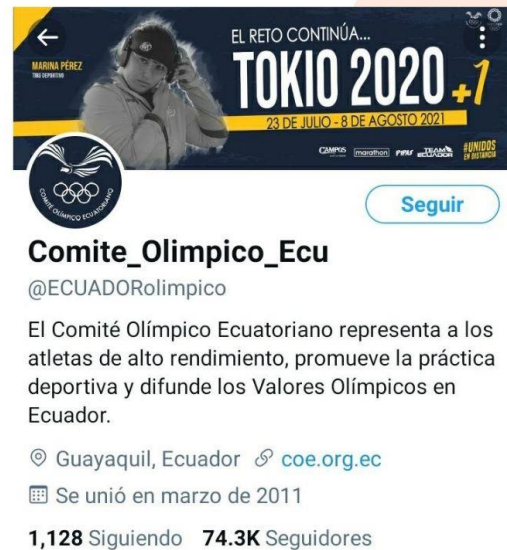 EL RETO CONTINÚA...
MARINA PÉREZ
TIRO DEPORTIVO
TOKIO 2020 +1
23 DE JULIO - 8 DE AGOSTO 2021
CAMPOS marathon TEAM ECUADOR #UNIDOS EN DISTANCIA
COMITÉ OLÍMPICO ECUATORIANO
Seguir
Comite_Olimpico_Ecu
@ECUADORolimpico
El Comité Olímpico Ecuatoriano representa a los
atletas de alto rendimiento, promueve la práctica
deportiva y difunde los Valores Olímpicos en
Ecuador.
Guayaquil, Ecuador coe.org.ec
Se unió en marzo de 2011
1,128 Siguiendo 74.3K Seguidores